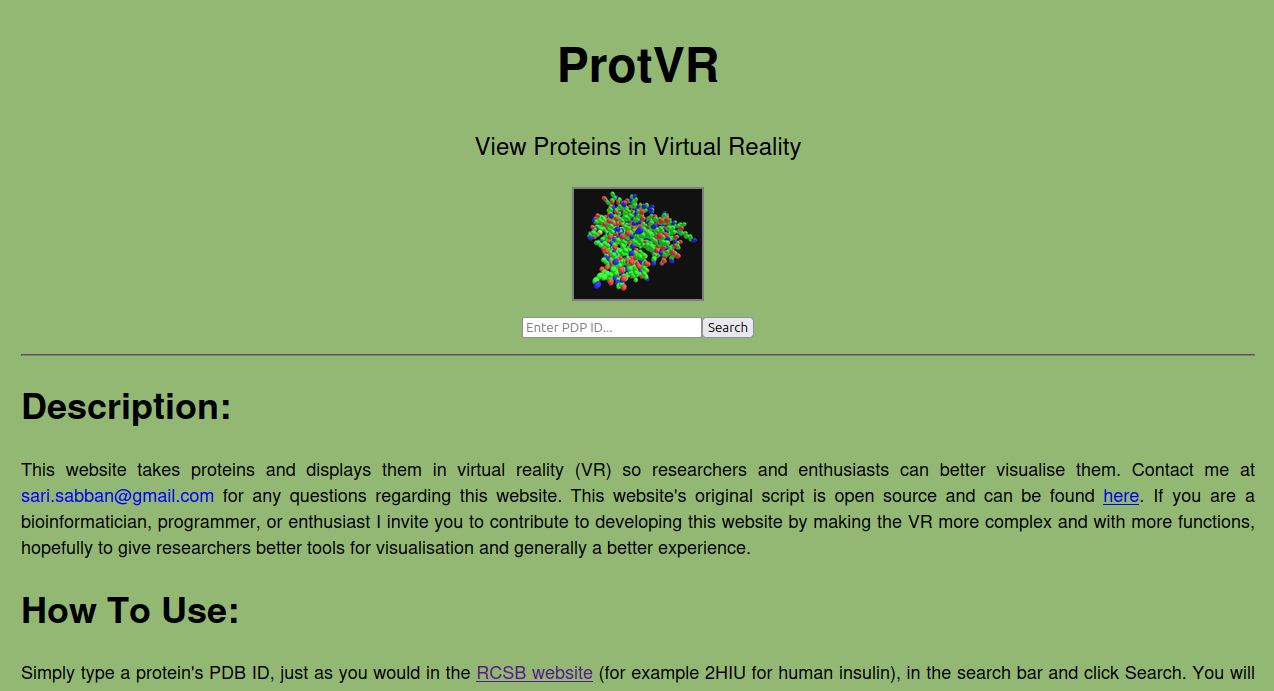 ProtVR
View Proteins in Virtual Reality
Enter PDP ID... Search
Description:
This website takes proteins and displays them in virtual reality (VR) so researchers and enthusiasts can better visualise them. Contact me at
sari.sabban@gmail.com for any questions regarding this website. This website's original script is open source and can be found here. If you are a
bioinformatician, programmer, or enthusiast I invite you to contribute to developing this website by making the VR more complex and with more functions,
hopefully to give researchers better tools for visualisation and generally a better experience.
How To Use:
Simply type a protein's PDB ID, just as you would in the RCSB website (for example 2HIU for human insulin), in the search bar and click Search. You will